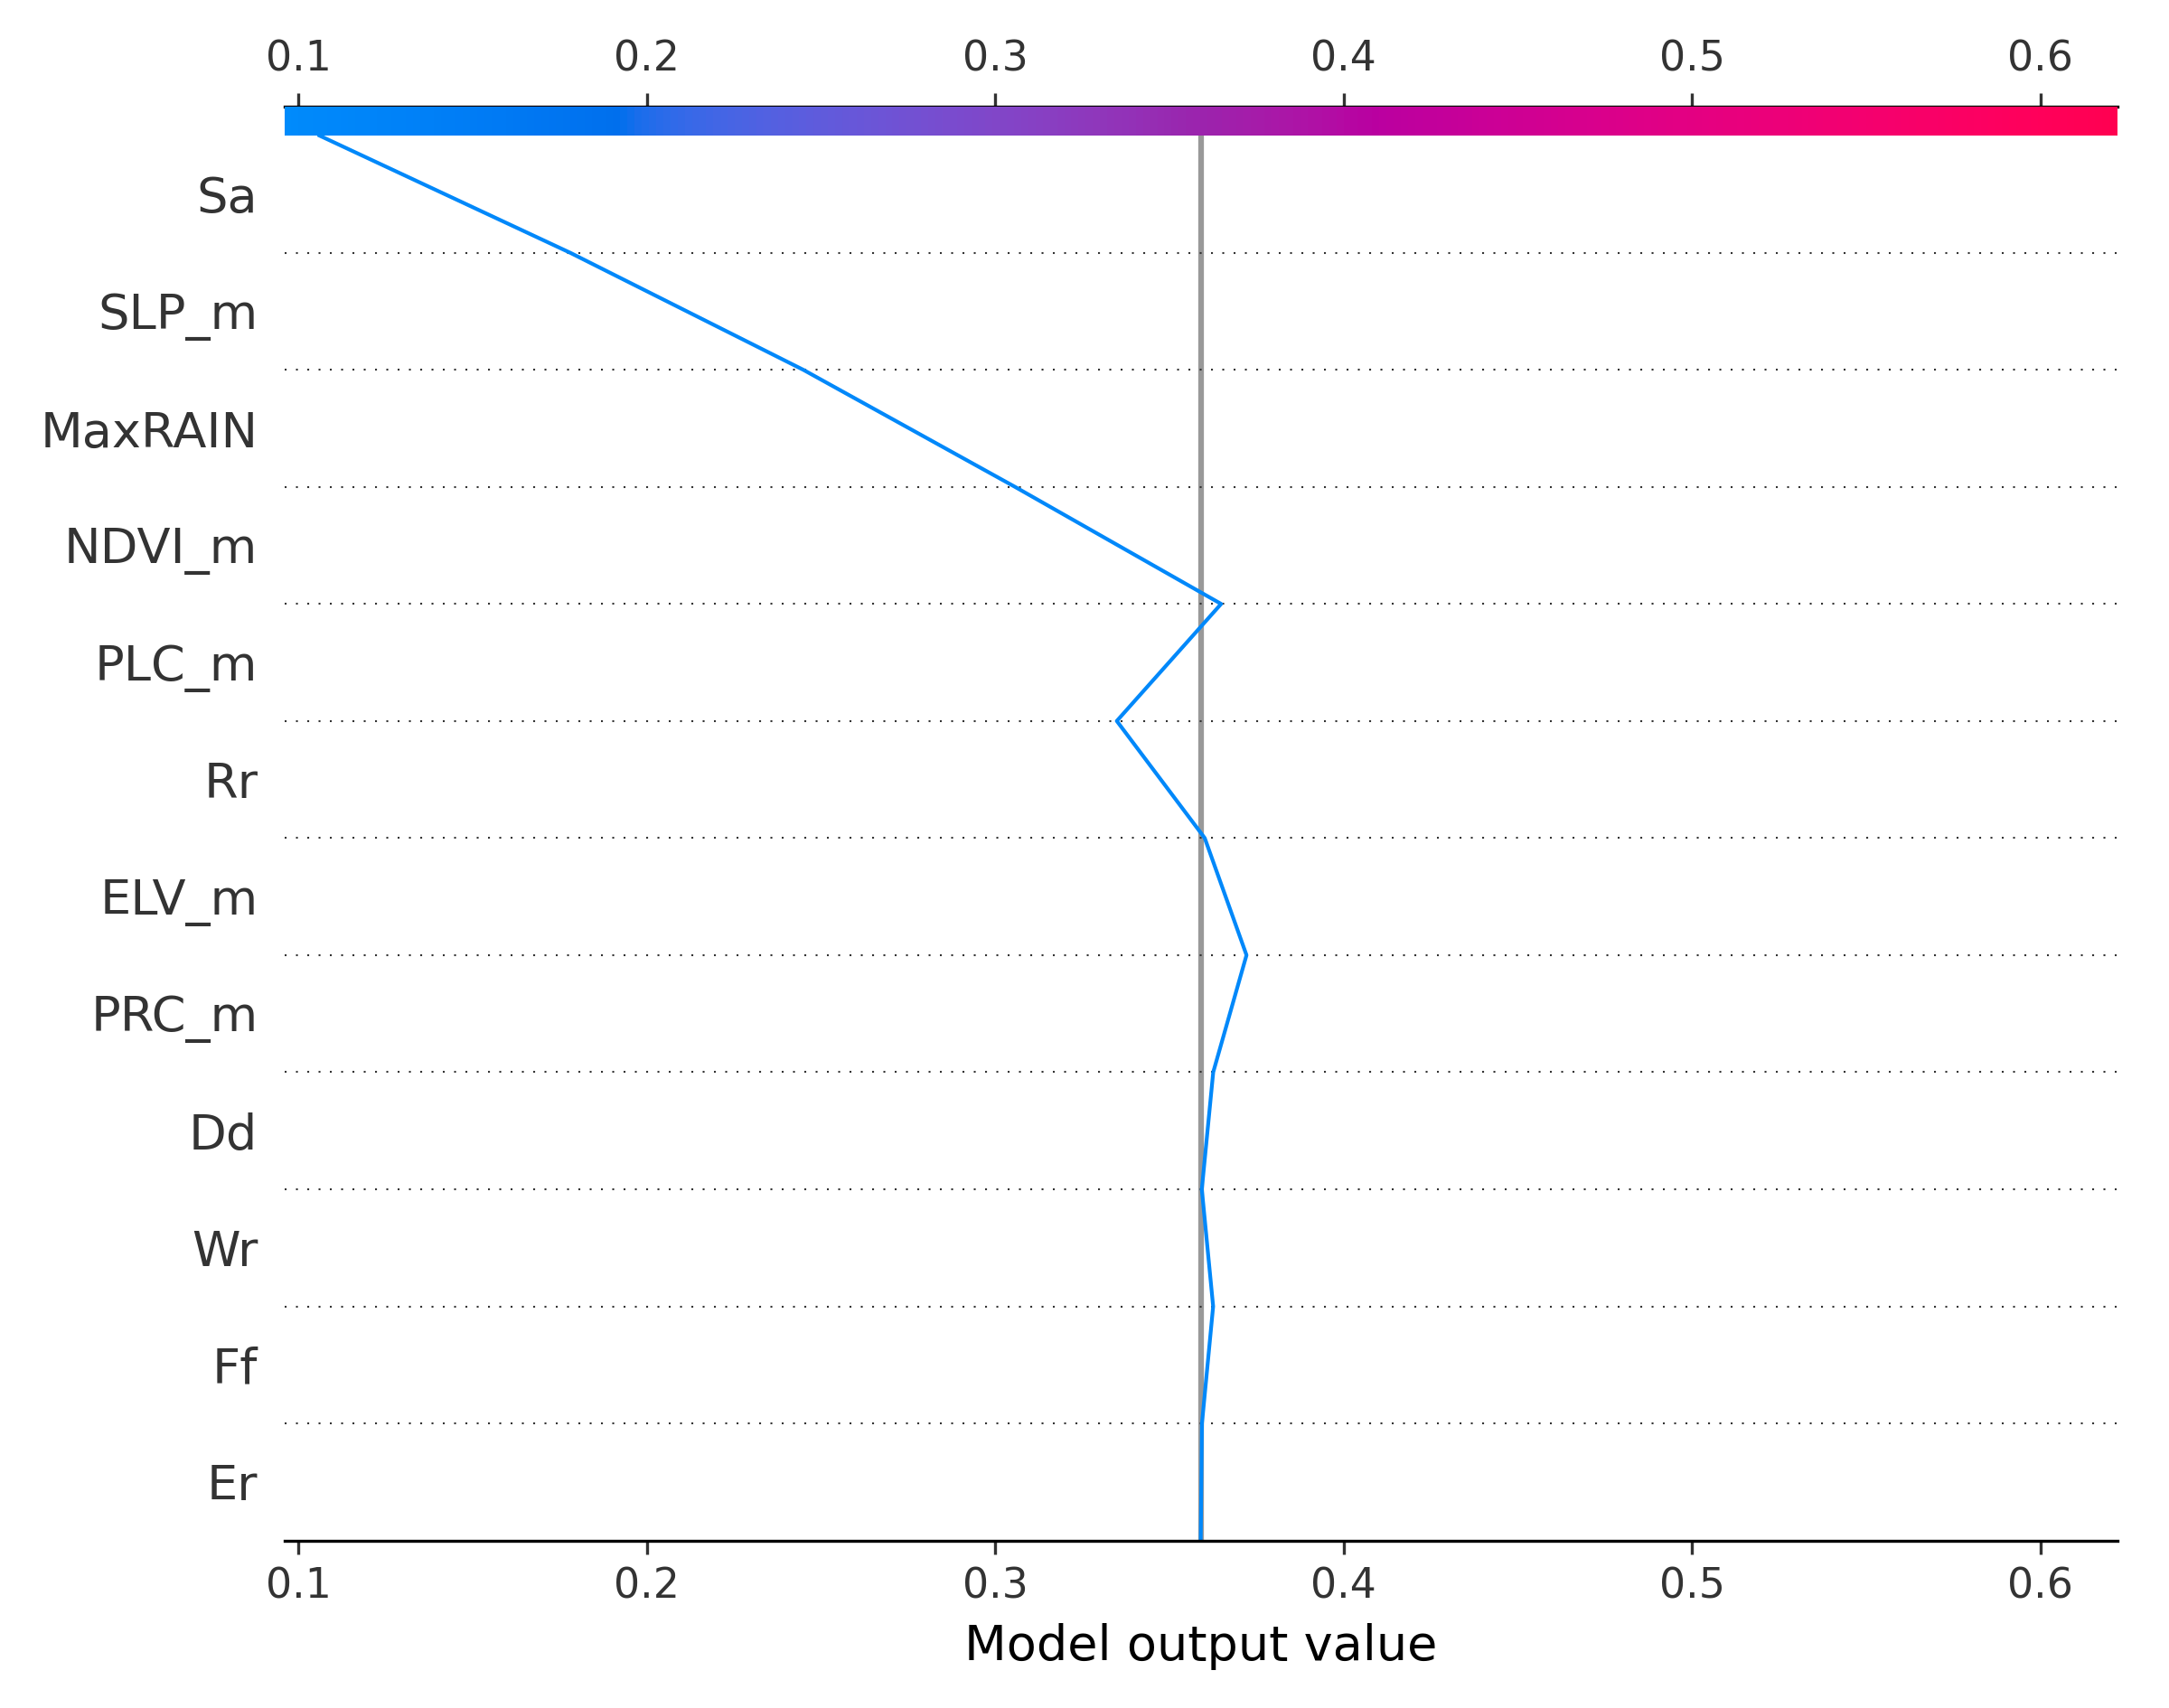 0.1 0.2 0.3 0.4 0.5 0.6
Sa
SLP_m
MaxRAIN
NDVI_m
PLC_m
Rr
ELV_m
PRC_m
Dd
Wr
Ff
Er
0.1 0.2 0.3 0.4 0.5 0.6
Model output value